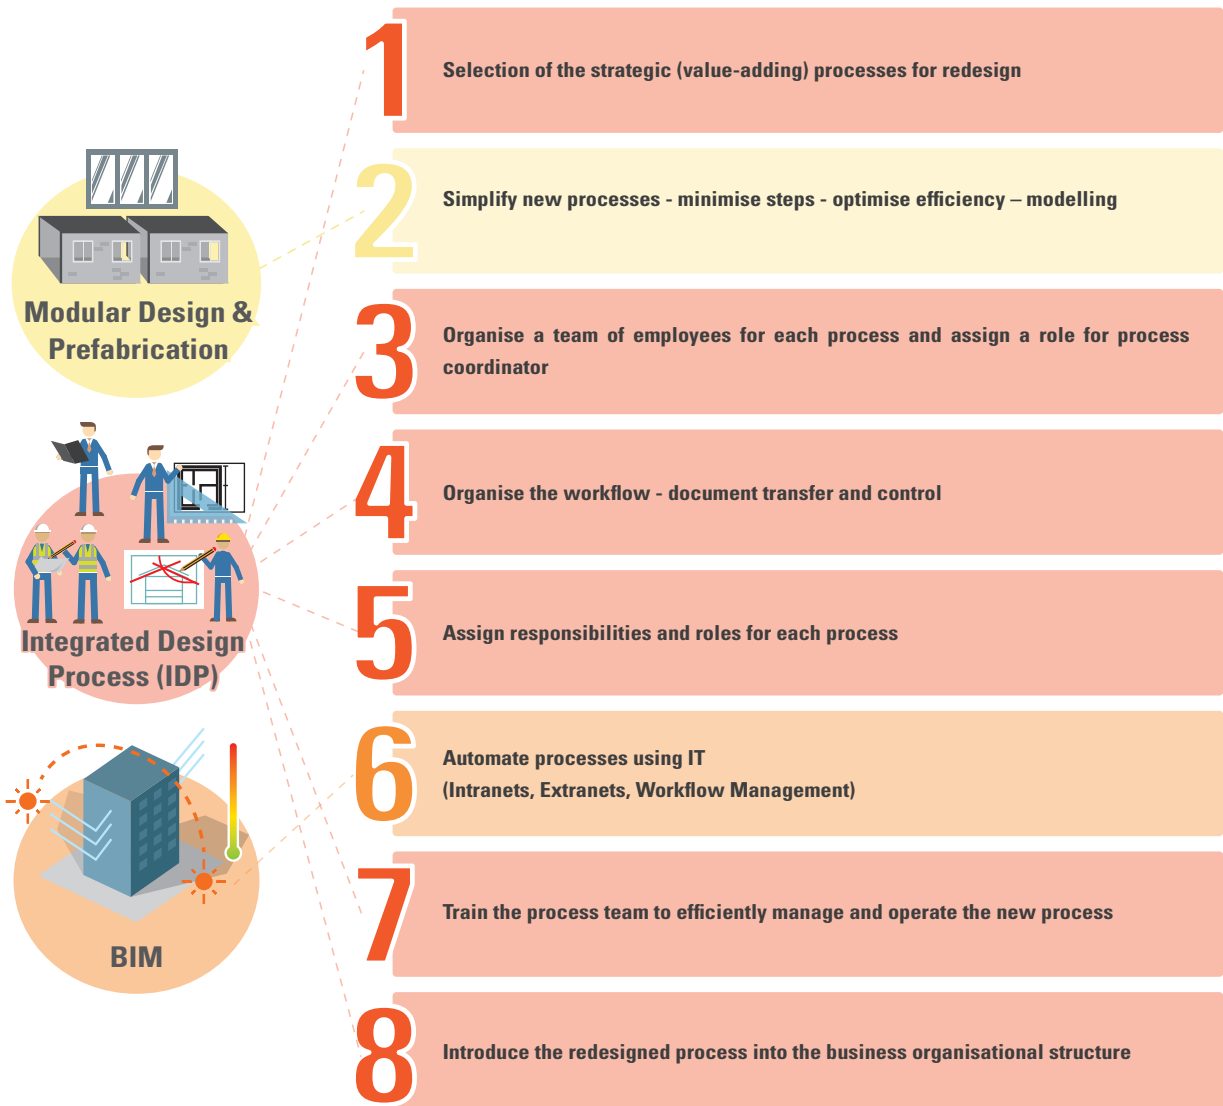 1
Selection of the strategic (value-adding) processes for redesign
2
Simplify new processes - minimise steps - optimise efficiency – modelling
Modular Design &
Prefabrication
3
Organise a team of employees for each process and assign a role for process
coordinator
4
Organise the workflow - document transfer and control
5
Assign responsibilities and roles for each process
Integrated Design
Process (IDP)
6
Automate processes using IT
(Intranets, Extranets, Workflow Management)
7
Train the process team to efficiently manage and operate the new process
BIM
8
Introduce the redesigned process into the business organisational structure